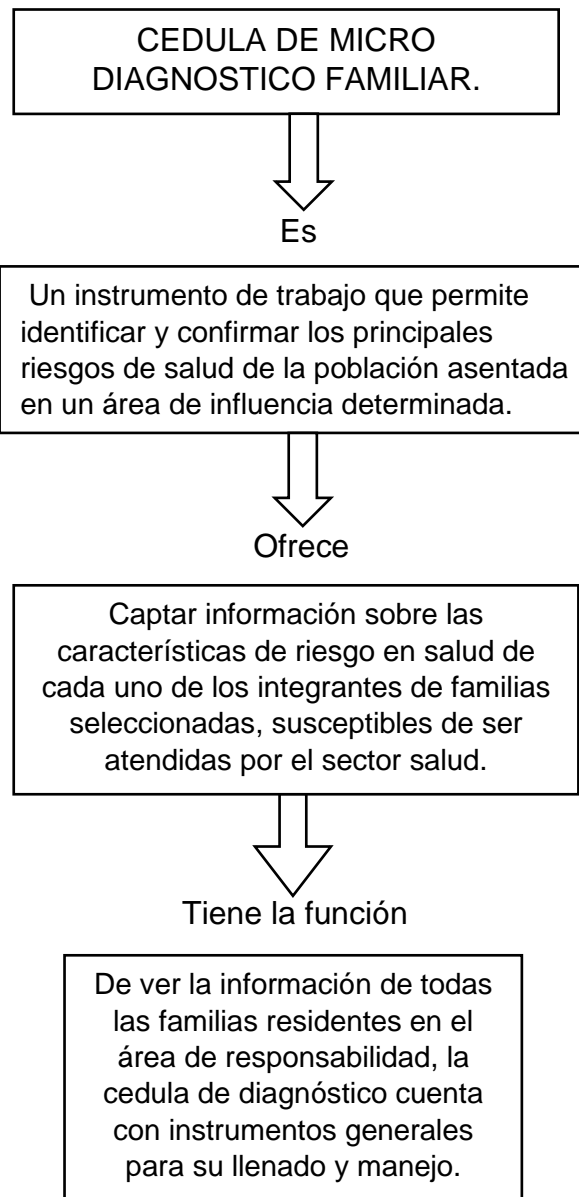 CEDULA DE MICRO
DIAGNOSTICO FAMILIAR.
Es
Un instrumento de trabajo que permite
identificar y confirmar los principales
riesgos de salud de la población asentada
en un área de influencia determinada.
Ofrece
Captar información sobre las
características de riesgo en salud de
cada uno de los integrantes de familias
seleccionadas, susceptibles de ser
atendidas por el sector salud.
Tiene la función
De ver la información de todas
las familias residentes en el
área de responsabilidad, la
cedula de diagnóstico cuenta
con instrumentos generales
para su llenado y manejo.